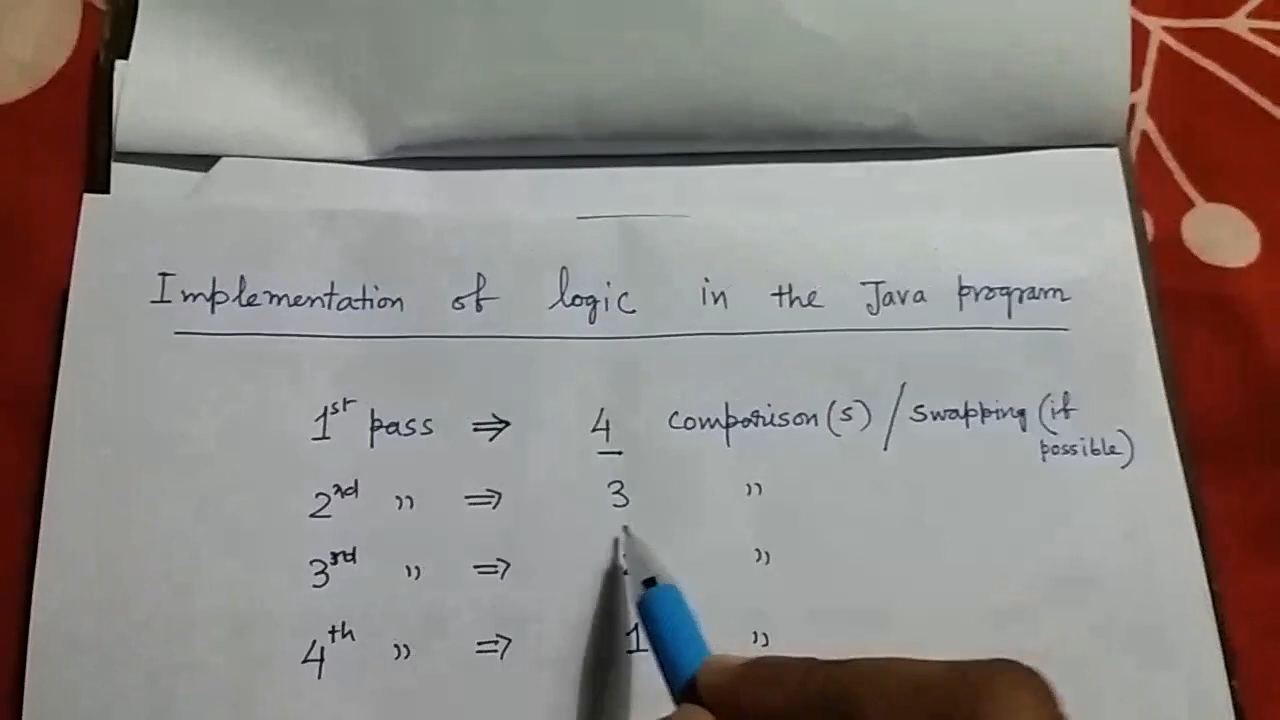 Implementation of logic in the Java program
1st pass ⇒ 4 comparison(s) / swapping (if
possible)
2nd " ⇒ 3 "
3rd " ⇒ "
4th " ⇒ 1 "